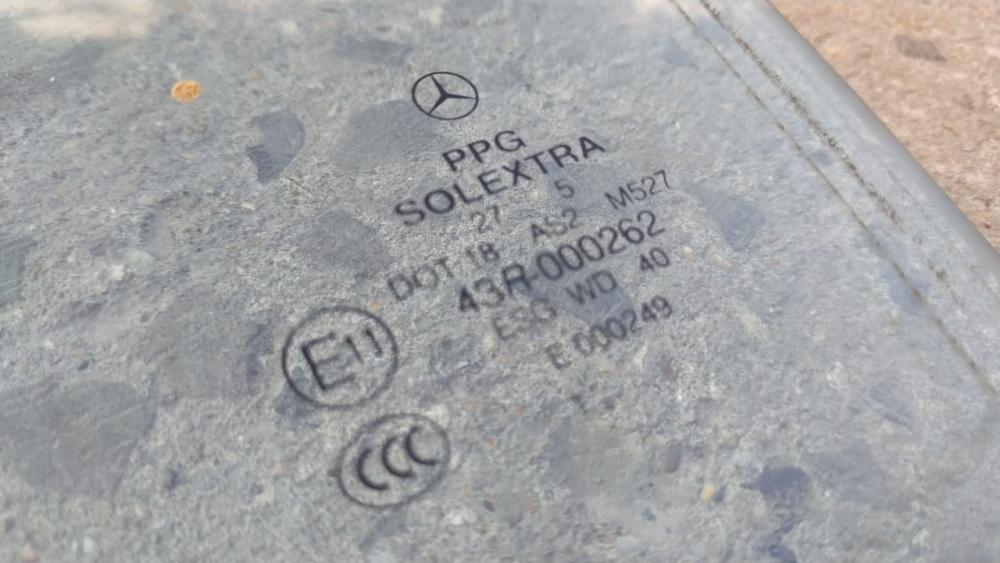 PPG
SOLEXTRA
27 5
DOT 18 AS2 M527
43R-000262
ESG WD 40
E 000249
E11
CCC